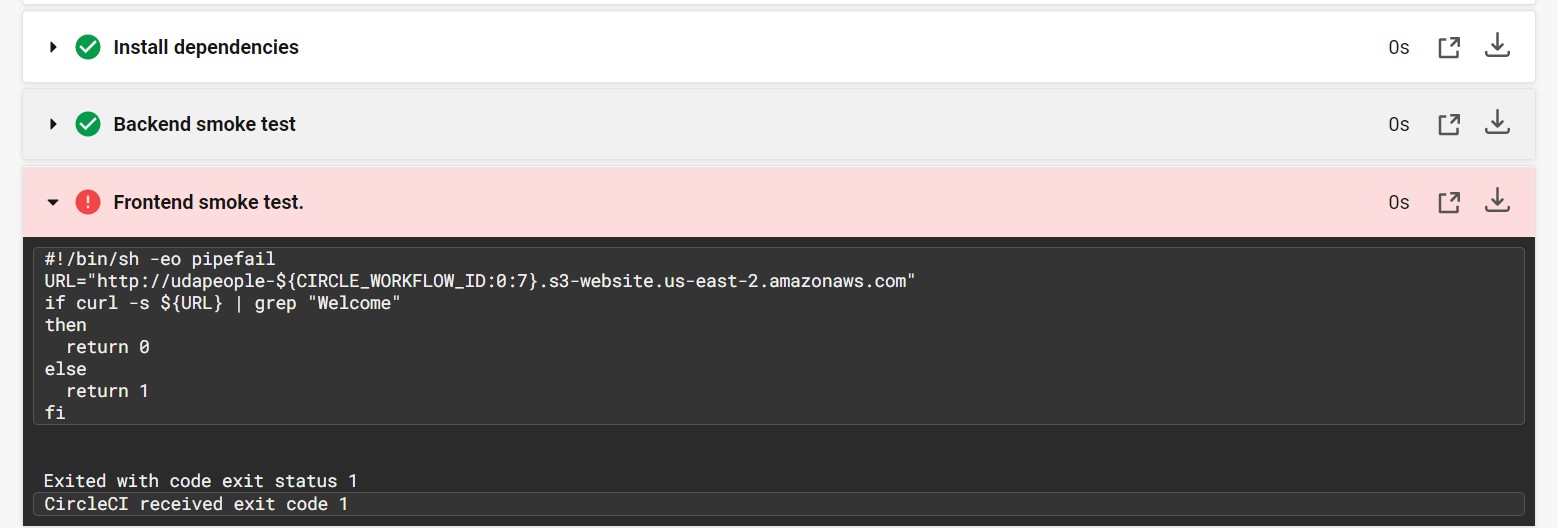 Install dependencies 0s
Backend smoke test 0s
Frontend smoke test. 0s
#!/bin/sh -eo pipefail
URL="http://udapeople-${CIRCLE_WORKFLOW_ID:0:7}.s3-website.us-east-2.amazonaws.com"
if curl -s ${URL} | grep "Welcome"
then
  return 0
else
  return 1
fi
Exited with code exit status 1
CircleCI received exit code 1